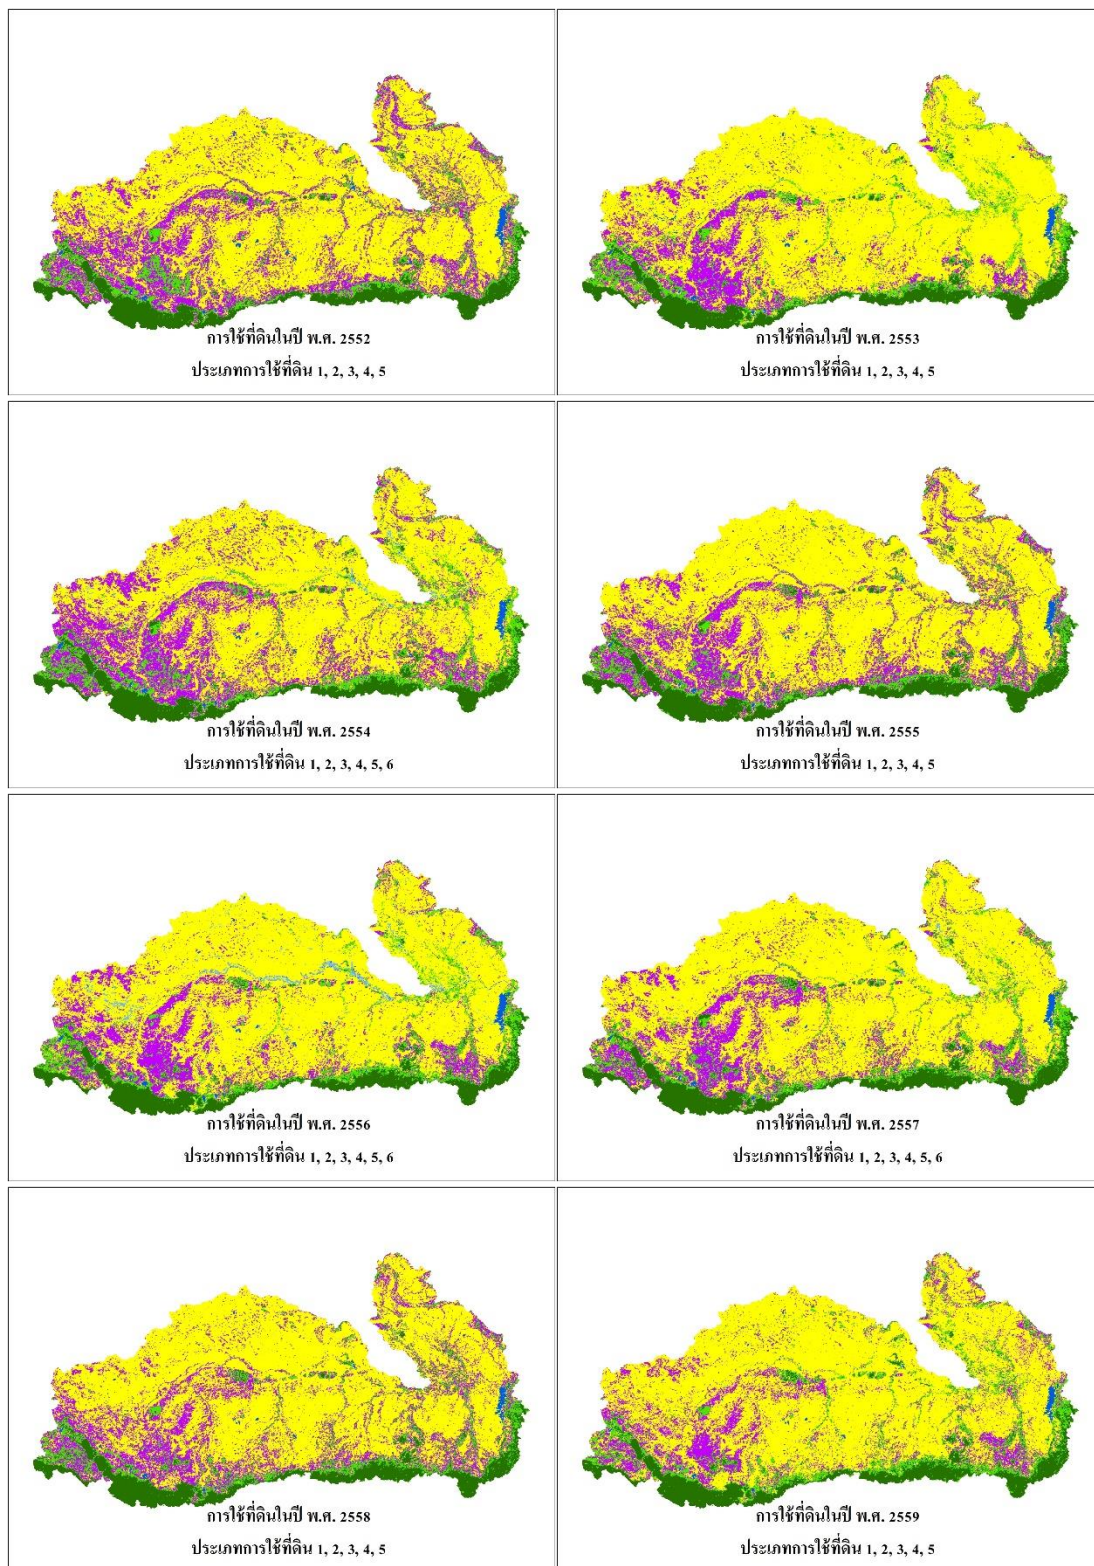 การใช้ที่ดินในปี พ.ศ. 2552
ประเภทการใช้ที่ดิน 1, 2, 3, 4, 5
การใช้ที่ดินในปี พ.ศ. 2553
ประเภทการใช้ที่ดิน 1, 2, 3, 4, 5
การใช้ที่ดินในปี พ.ศ. 2554
ประเภทการใช้ที่ดิน 1, 2, 3, 4, 5, 6
การใช้ที่ดินในปี พ.ศ. 2555
ประเภทการใช้ที่ดิน 1, 2, 3, 4, 5
การใช้ที่ดินในปี พ.ศ. 2556
ประเภทการใช้ที่ดิน 1, 2, 3, 4, 5, 6
การใช้ที่ดินในปี พ.ศ. 2557
ประเภทการใช้ที่ดิน 1, 2, 3, 4, 5, 6
การใช้ที่ดินในปี พ.ศ. 2558
ประเภทการใช้ที่ดิน 1, 2, 3, 4, 5
การใช้ที่ดินในปี พ.ศ. 2559
ประเภทการใช้ที่ดิน 1, 2, 3, 4, 5